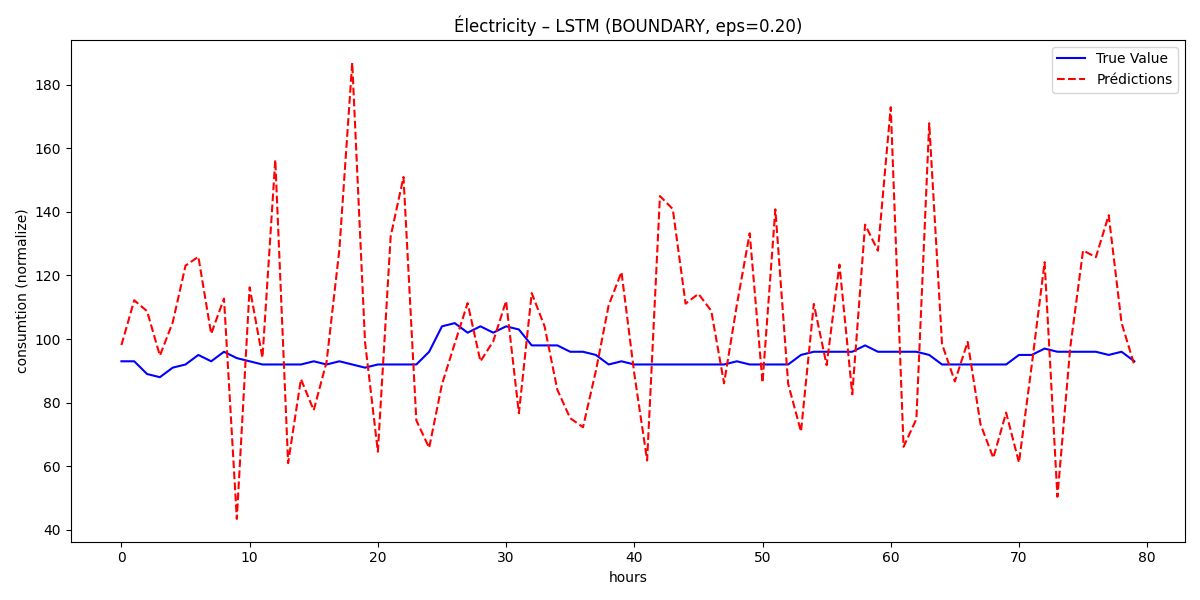 Électricity – LSTM (BOUNDARY, eps=0.20)
True Value
Prédictions
consumtion (normalize)
180
160
140
120
100
80
60
40
0 10 20 30 40 50 60 70 80
hours